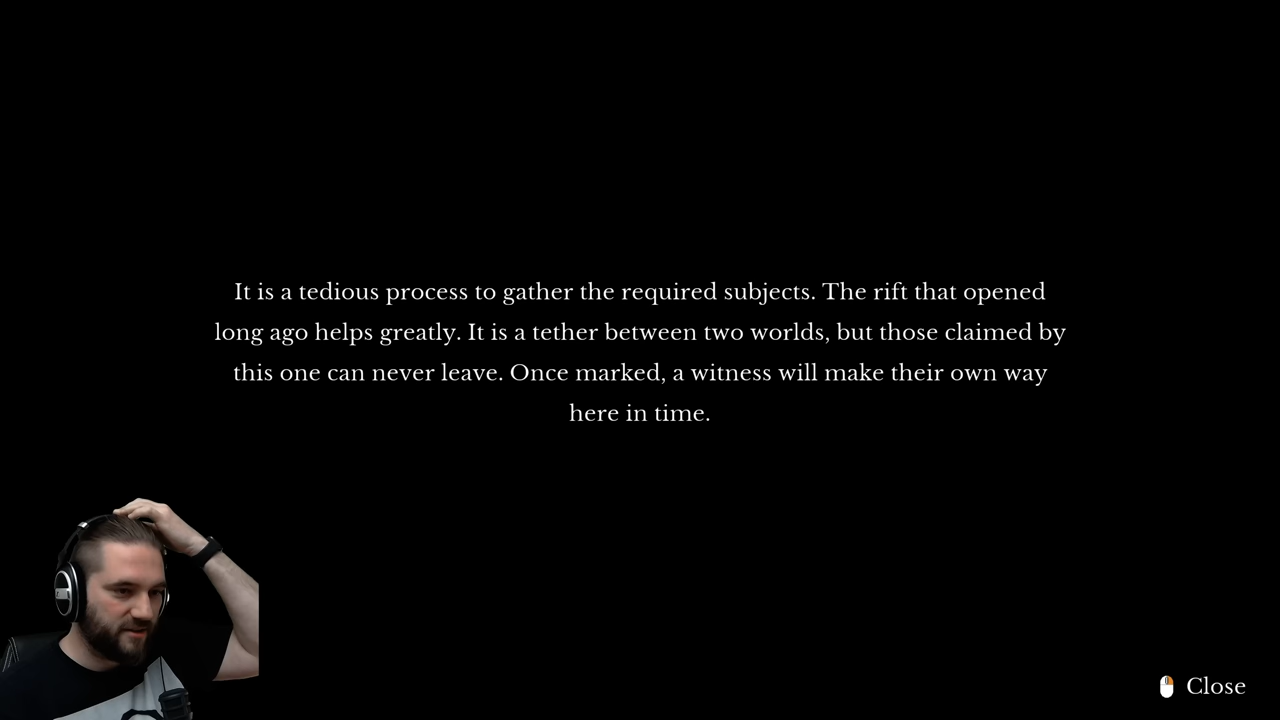 It is a tedious process to gather the required subjects. The rift that opened
long ago helps greatly. It is a tether between two worlds, but those claimed by
this one can never leave. Once marked, a witness will make their own way
here in time.
Close